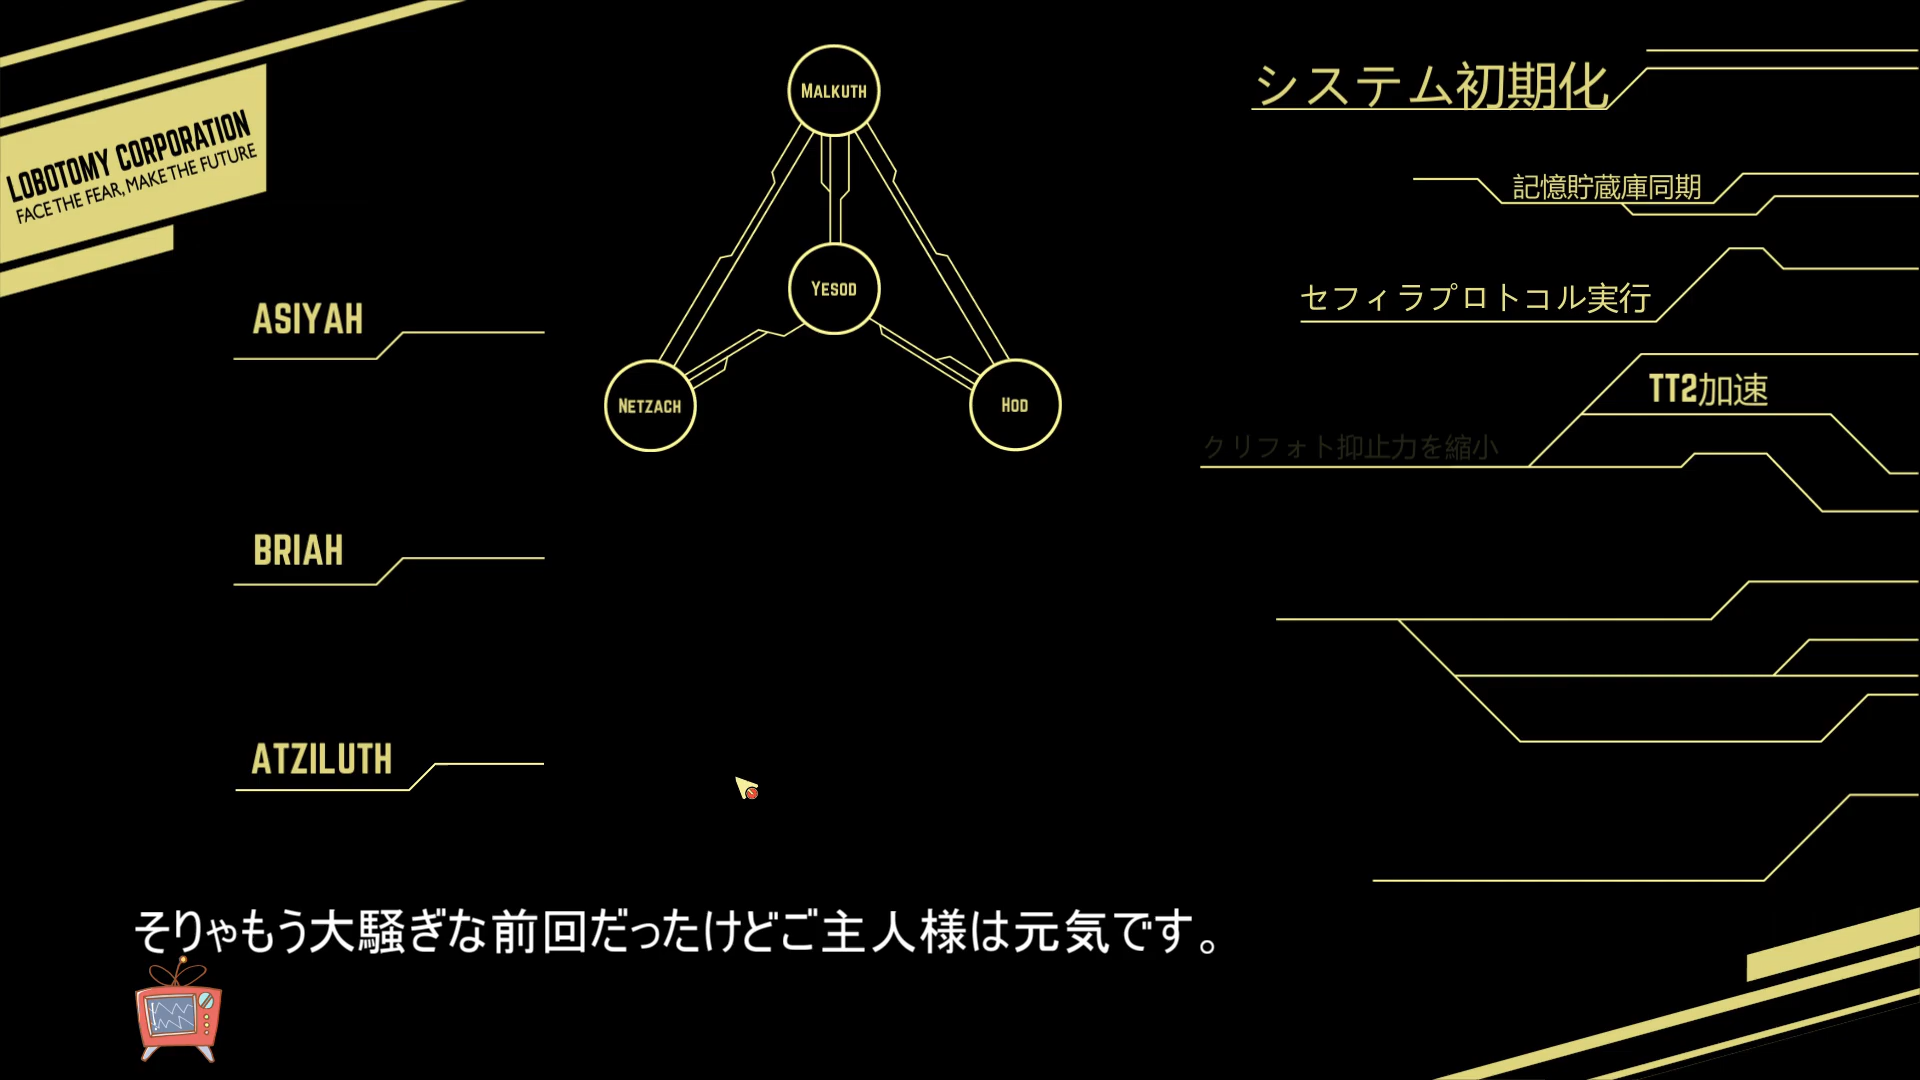 LOBOTOMY CORPORATION
FACE THE FEAR, MAKE THE FUTURE
MALKUTH
YESOD
NETZACH
HOD
ASIYAH
BRIAH
ATZILUTH
システム初期化
記憶貯蔵庫同期
セフィラプロトコル実行
TT2加速
クリフォト抑止力を縮小
そりゃもう大騒ぎな前回だったけどご主人様は元気です。